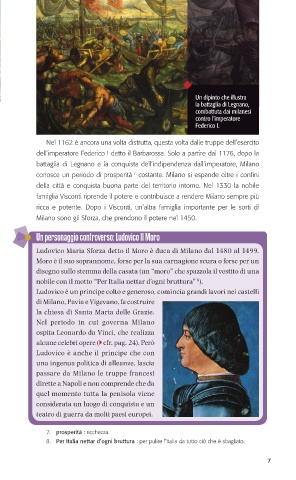 Un dipinto che illustra
la battaglia di Legnano,
combattuta dai milanesi
contro l'imperatore
Federico I.
Nel 1162 è ancora una volta distrutta, questa volta dalle truppe dell'esercito
dell'imperatore Federico I detto il Barbarossa. Solo a partire dal 1176, dopo la
battaglia di Legnano e la conquista dell'indipendenza dall'imperatore, Milano
conosce un periodo di prosperità 7 costante. Milano si espande oltre i confini
della città e conquista buona parte del territorio intorno. Nel 1330 la nobile
famiglia Visconti riprende il potere e contribuisce a rendere Milano sempre più
ricca e potente. Dopo i Visconti, un'altra famiglia importante per le sorti di
Milano sono gli Sforza, che prendono il potere nel 1450.
Un personaggio controverso: Ludovico il Moro
Ludovico Maria Sforza detto il Moro è duca di Milano dal 1480 al 1499.
Moro è il suo soprannome, forse per la sua carnagione scura o forse per un
disegno sullo stemma della casata (un "moro" che spazzola il vestito di una
nobile con il motto "Per Italia nettar d'ogni bruttura" 8).
Ludovico è un principe colto e generoso, comincia grandi lavori nei castelli
di Milano, Pavia e Vigevano, fa costruire
la chiesa di Santa Maria delle Grazie.
Nel periodo in cui governa Milano
ospita Leonardo da Vinci, che realizza
alcune celebri opere (▶ cfr. pag. 24). Però
Ludovico è anche il principe che con
una ingenua politica di alleanze, lascia
passare da Milano le truppe francesi
dirette a Napoli e non comprende che da
quel momento tutta la penisola viene
considerata un luogo di conquista e un
teatro di guerra da molti paesi europei.
7. prosperità : ricchezza.
8. Per Italia nettar d'ogni bruttura : per pulire l'Italia da tutto ciò che è sbagliato.
7